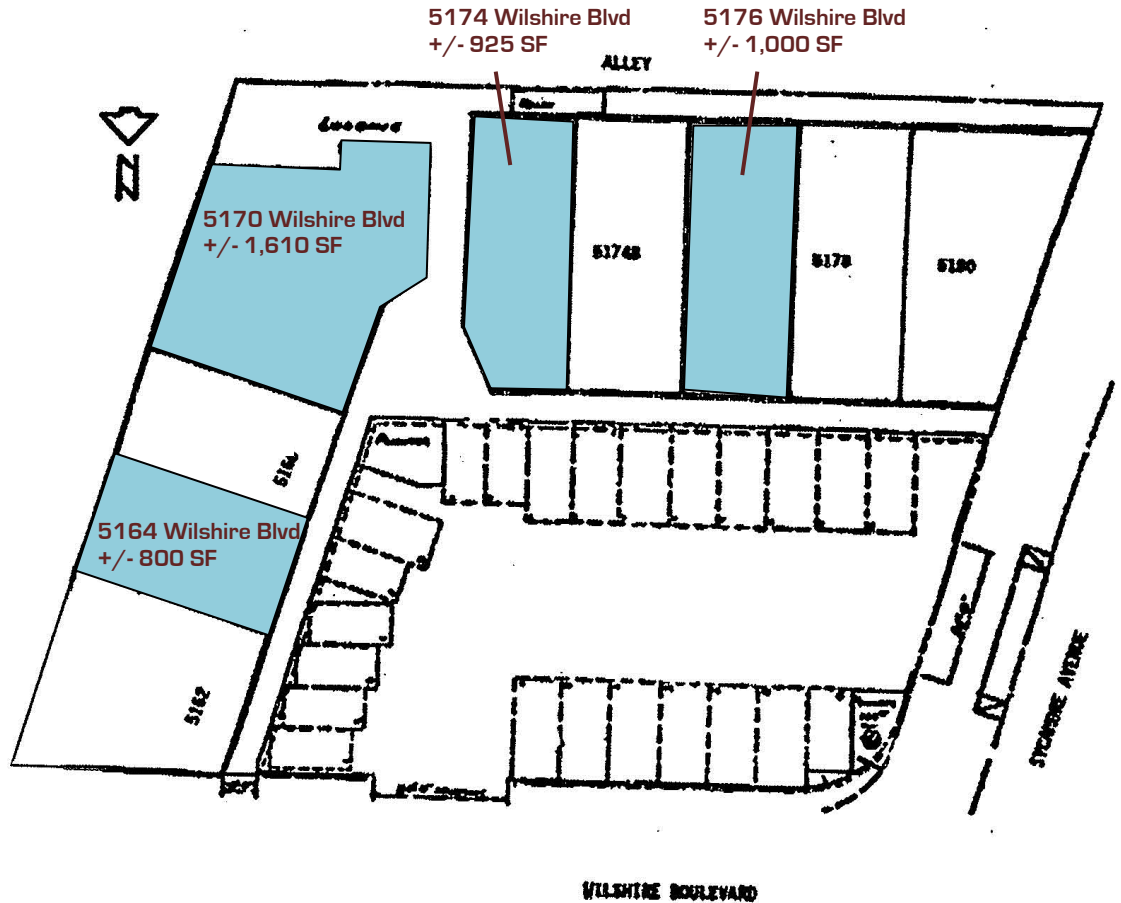 5174 Wilshire Blvd
+/- 925 SF
5176 Wilshire Blvd
+/- 1,000 SF
ALLEY
N
5170 Wilshire Blvd
+/- 1,610 SF
5174B
5178
5180
5166
5164 Wilshire Blvd
+/- 800 SF
5162
SYCAMORE AVENUE
WILSHIRE BOULEVARD